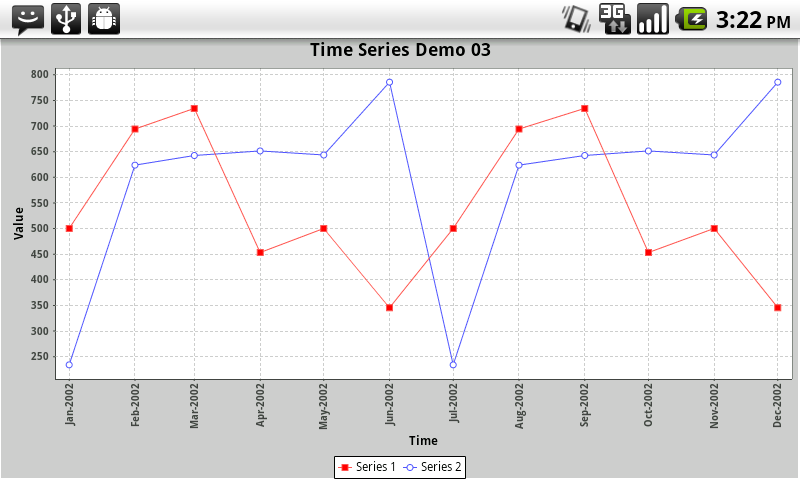 3G 3:22 PM
Time Series Demo 03
800
750
700
650
600
550
500
450
400
350
300
250
Value
Jan-2002
Feb-2002
Mar-2002
Apr-2002
May-2002
Jun-2002
Jul-2002
Aug-2002
Sep-2002
Oct-2002
Nov-2002
Dec-2002
Time
Series 1 Series 2